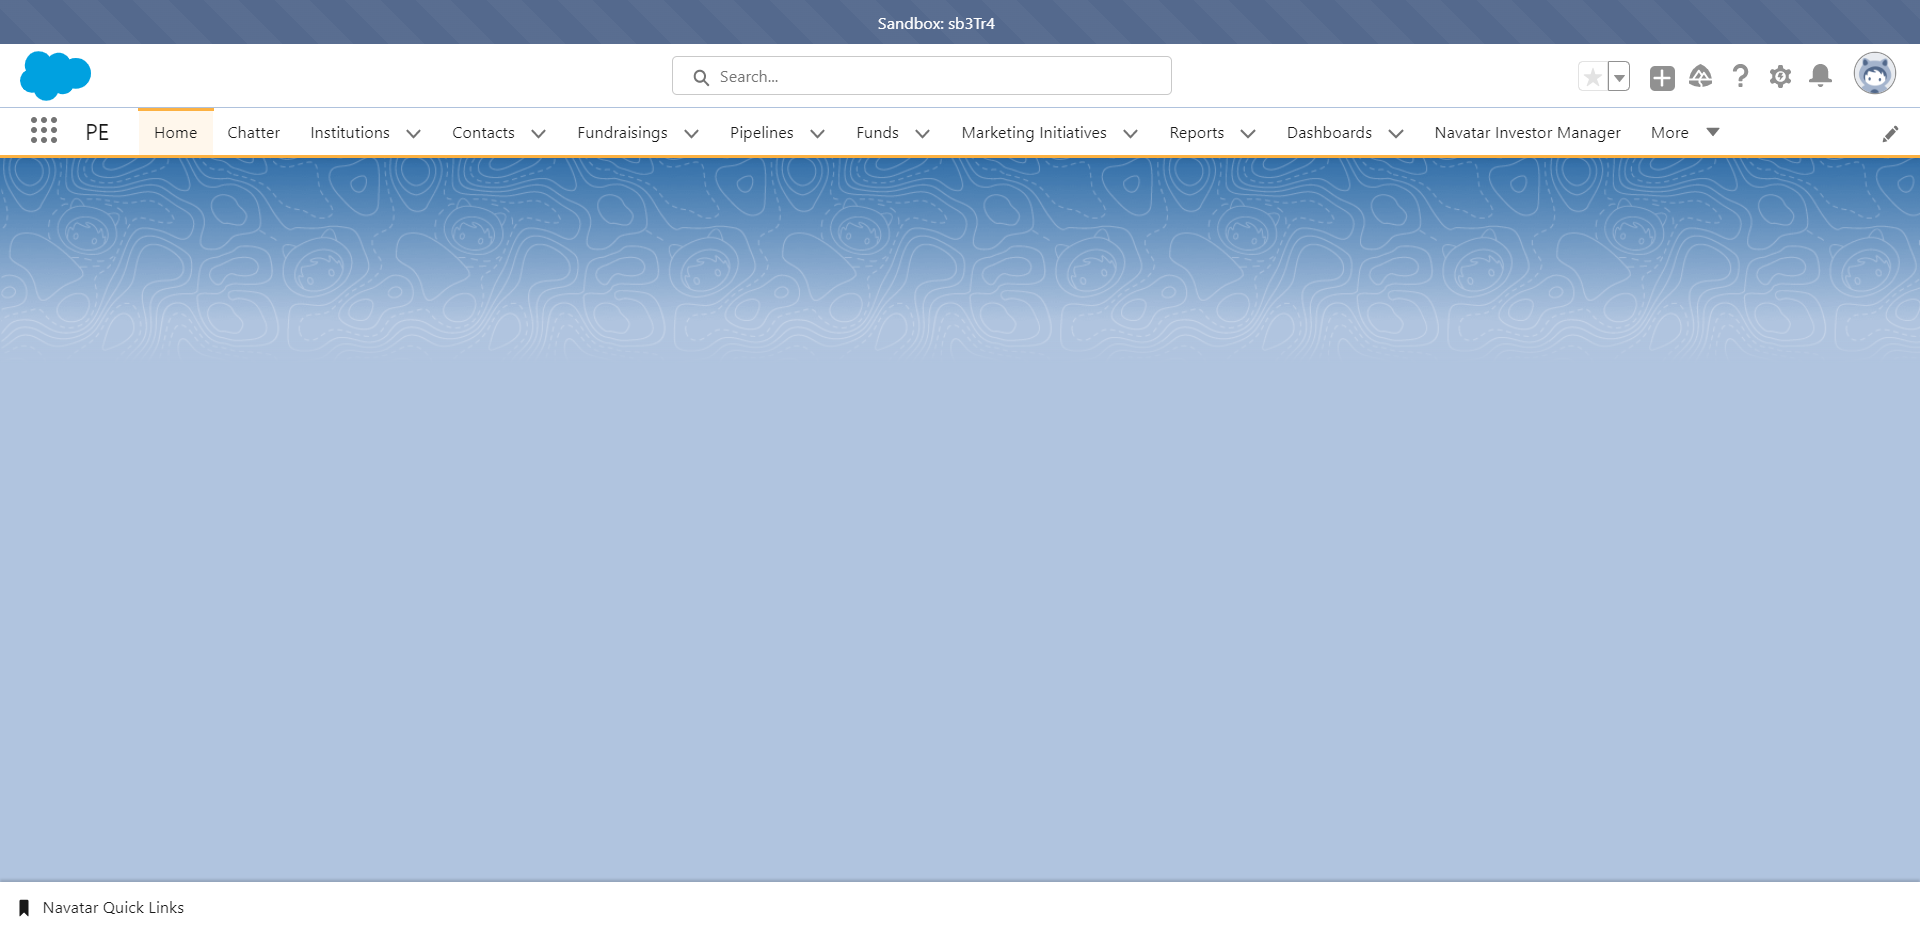 Sandbox: sb3Tr4
Search...
PE
Home
Chatter
Institutions
Contacts
Fundraisings
Pipelines
Funds
Marketing Initiatives
Reports
Dashboards
Navatar Investor Manager
More
Navatar Quick Links